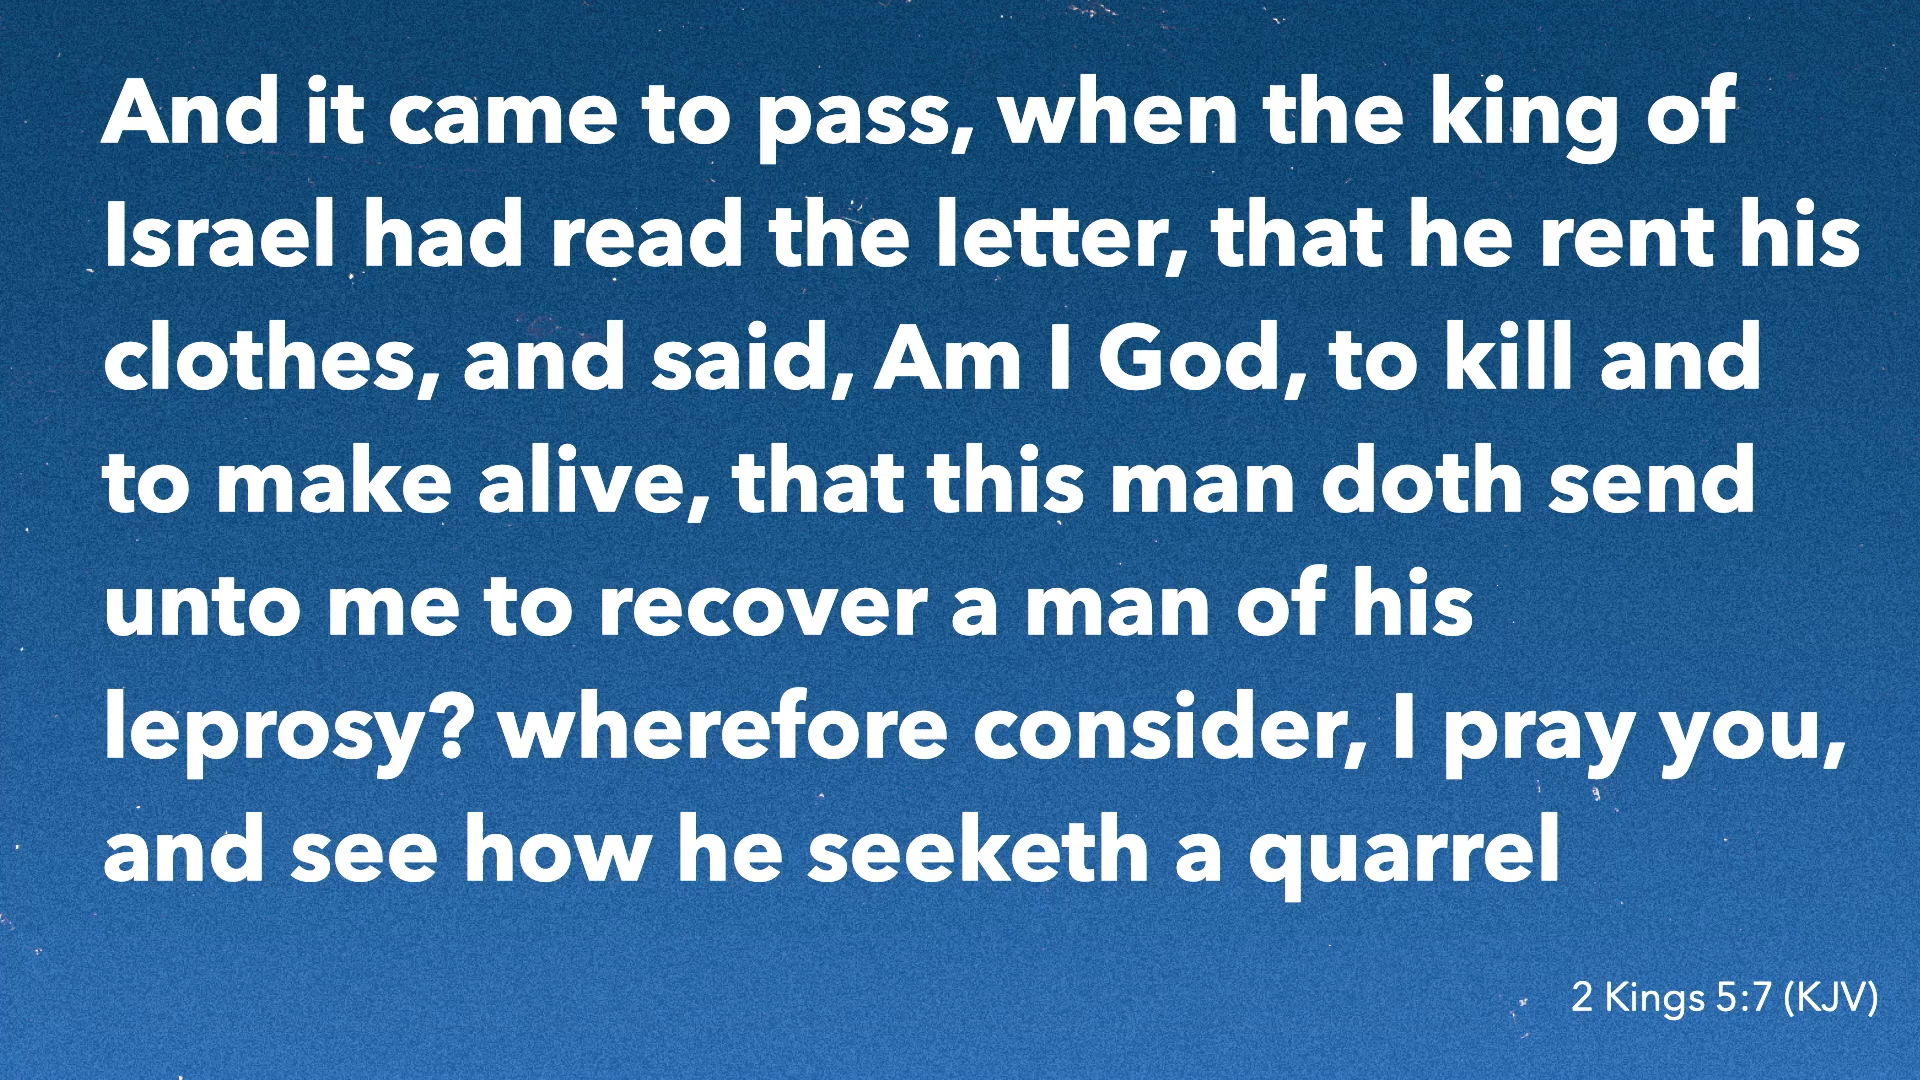 And it came to pass, when the king of
Israel had read the letter, that he rent his
clothes, and said, Am I God, to kill and
to make alive, that this man doth send
unto me to recover a man of his
leprosy? wherefore consider, I pray you,
and see how he seeketh a quarrel
2 Kings 5:7 (KJV)